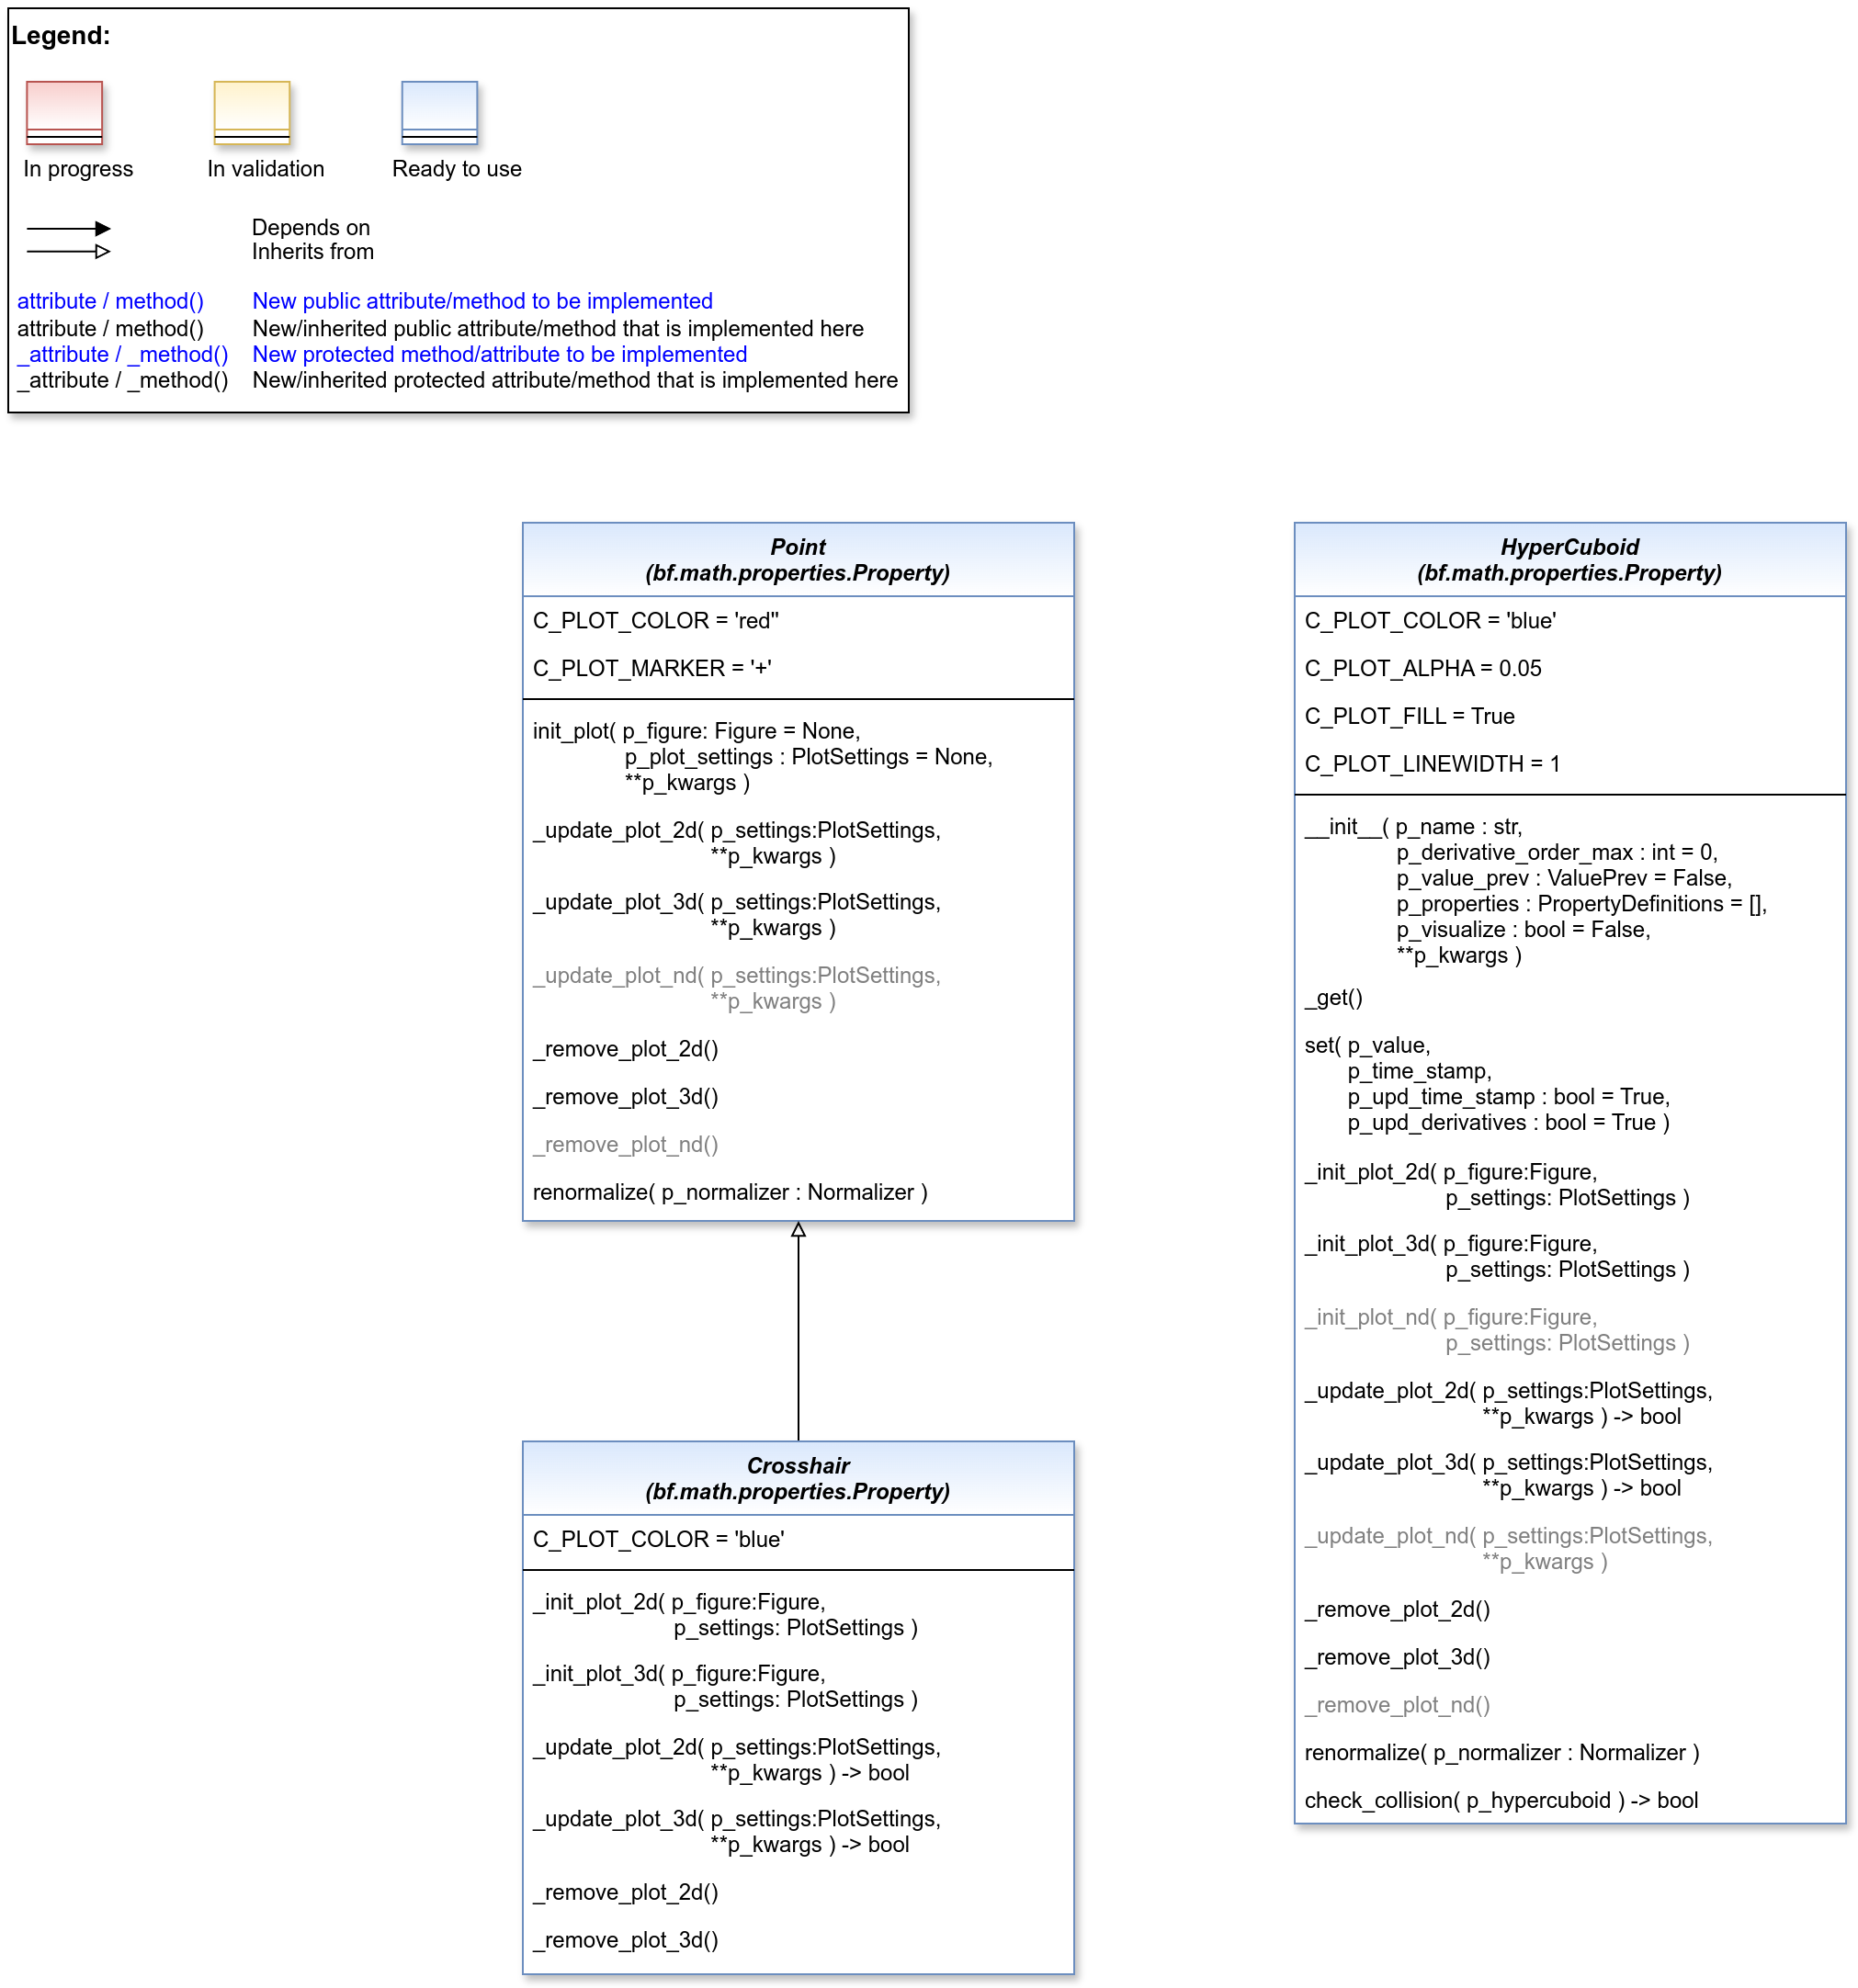 Legend:
In progress
In validation
Ready to use
Depends on
Inherits from
attribute / method() New public attribute/method to be implemented
attribute / method() New/inherited public attribute/method that is implemented here
_attribute / _method() New protected method/attribute to be implemented
_attribute / _method() New/inherited protected attribute/method that is implemented here
Point
(bf.math.properties.Property)
C_PLOT_COLOR = 'red"
C_PLOT_MARKER = '+'
init_plot( p_figure: Figure = None,
p_plot_settings : PlotSettings = None,
**p_kwargs )
_update_plot_2d( p_settings:PlotSettings,
**p_kwargs )
_update_plot_3d( p_settings:PlotSettings,
**p_kwargs )
_update_plot_nd( p_settings:PlotSettings,
**p_kwargs )
_remove_plot_2d()
_remove_plot_3d()
_remove_plot_nd()
renormalize( p_normalizer : Normalizer )
Crosshair
(bf.math.properties.Property)
C_PLOT_COLOR = 'blue'
_init_plot_2d( p_figure:Figure,
p_settings: PlotSettings )
_init_plot_3d( p_figure:Figure,
p_settings: PlotSettings )
_update_plot_2d( p_settings:PlotSettings,
**p_kwargs ) -> bool
_update_plot_3d( p_settings:PlotSettings,
**p_kwargs ) -> bool
_remove_plot_2d()
_remove_plot_3d()
HyperCuboid
(bf.math.properties.Property)
C_PLOT_COLOR = 'blue'
C_PLOT_ALPHA = 0.05
C_PLOT_FILL = True
C_PLOT_LINEWIDTH = 1
__init__( p_name : str,
p_derivative_order_max : int = 0,
p_value_prev : ValuePrev = False,
p_properties : PropertyDefinitions = [],
p_visualize : bool = False,
**p_kwargs )
_get()
set( p_value,
p_time_stamp,
p_upd_time_stamp : bool = True,
p_upd_derivatives : bool = True )
_init_plot_2d( p_figure:Figure,
p_settings: PlotSettings )
_init_plot_3d( p_figure:Figure,
p_settings: PlotSettings )
_init_plot_nd( p_figure:Figure,
p_settings: PlotSettings )
_update_plot_2d( p_settings:PlotSettings,
**p_kwargs ) -> bool
_update_plot_3d( p_settings:PlotSettings,
**p_kwargs ) -> bool
_update_plot_nd( p_settings:PlotSettings,
**p_kwargs )
_remove_plot_2d()
_remove_plot_3d()
_remove_plot_nd()
renormalize( p_normalizer : Normalizer )
check_collision( p_hypercuboid ) -> bool